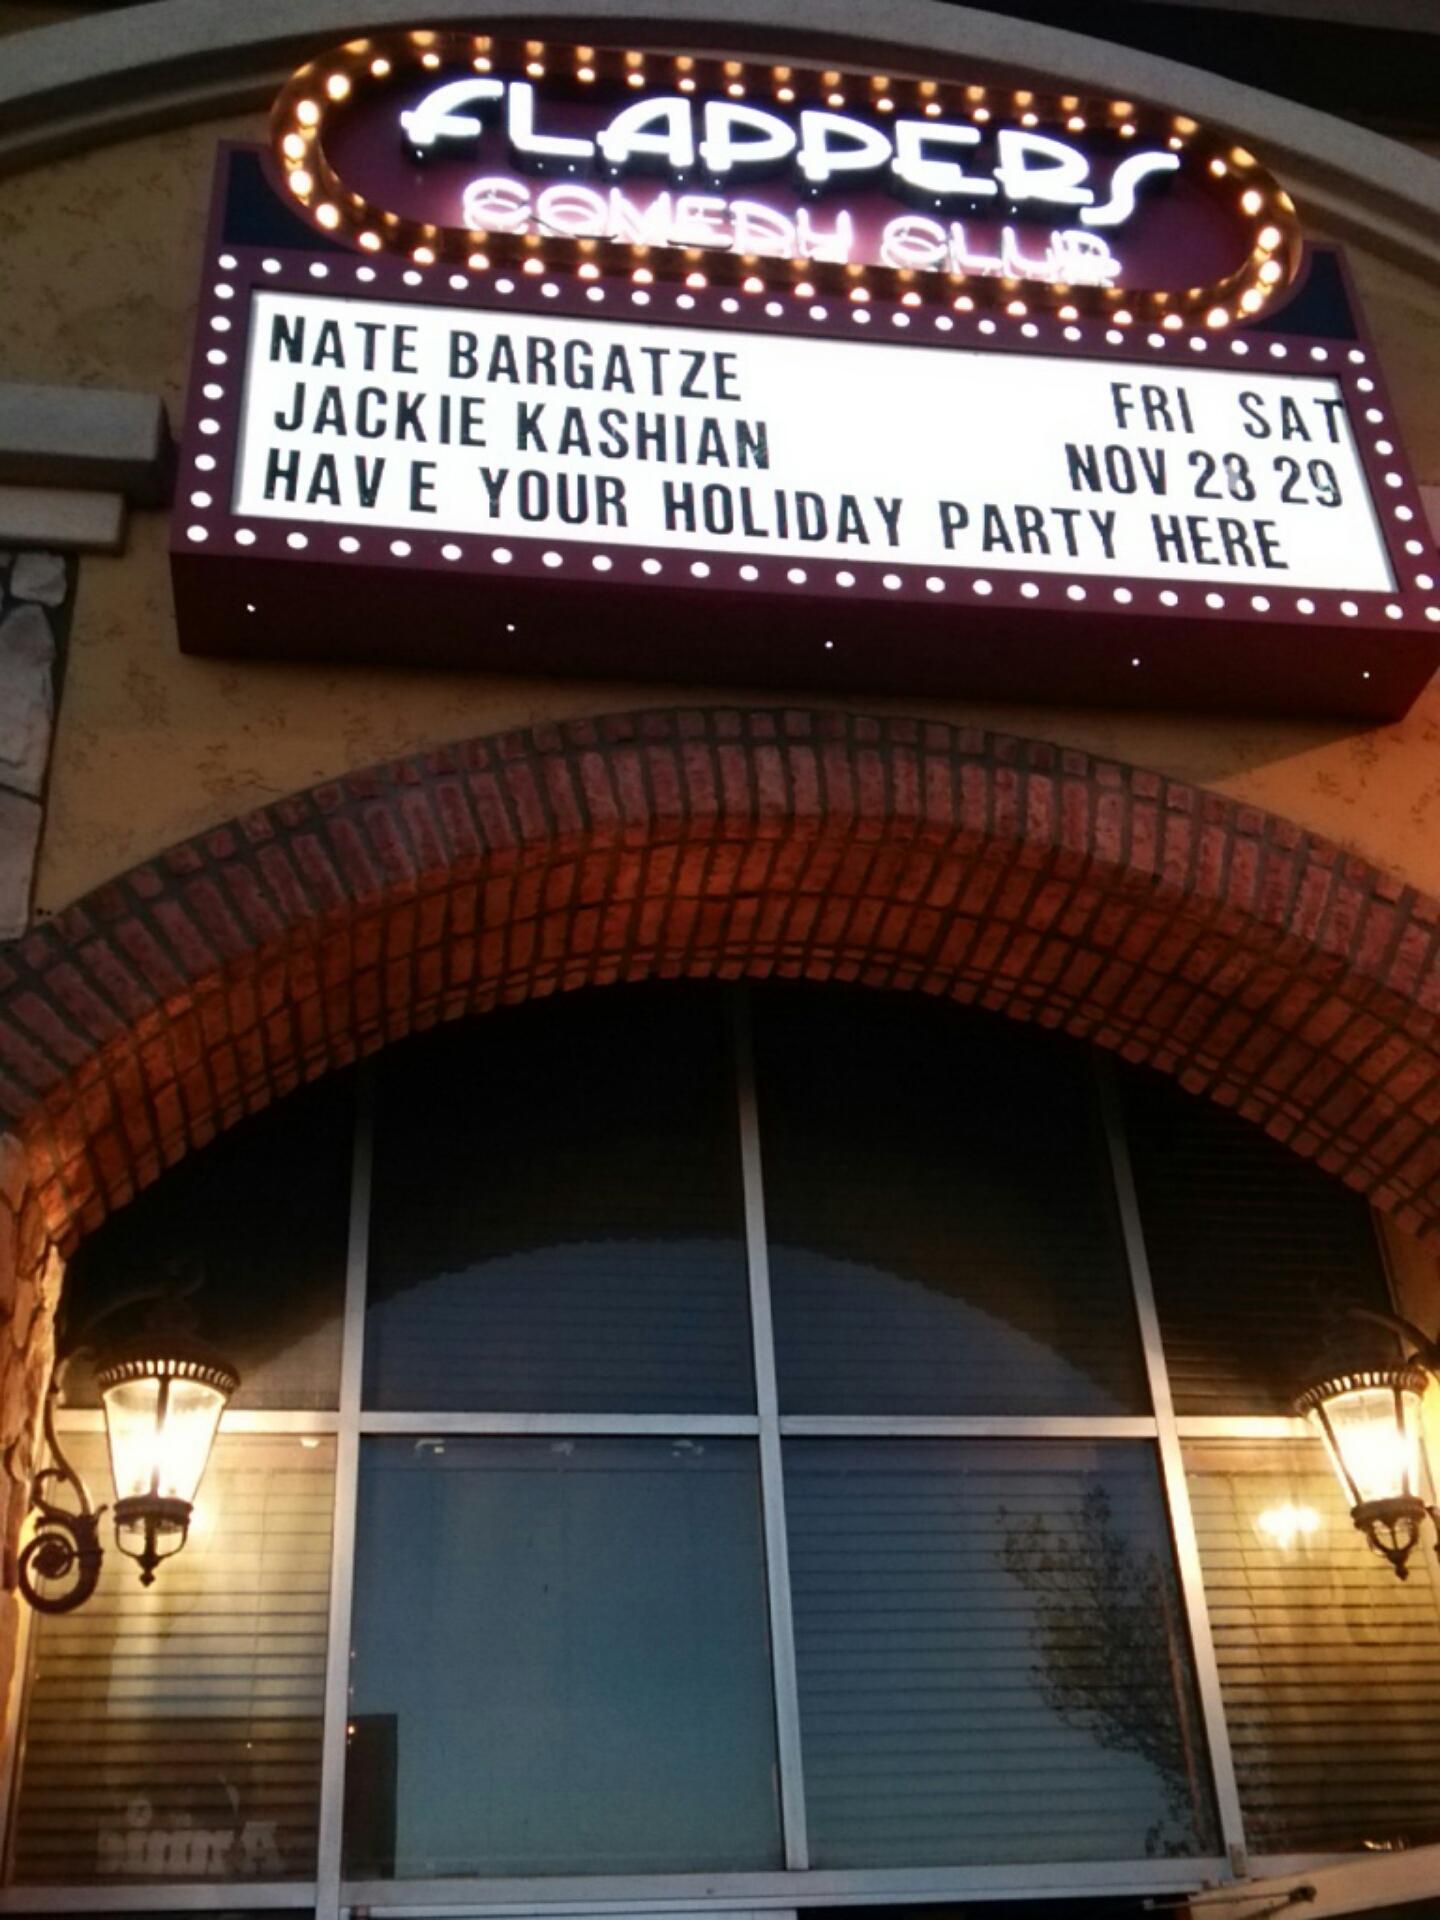 FLAPPERS
COMEDY CLUB
NATE BARGATZE
FRI SAT
JACKIE KASHIAN
NOV 28 29
HAVE YOUR HOLIDAY PARTY HERE